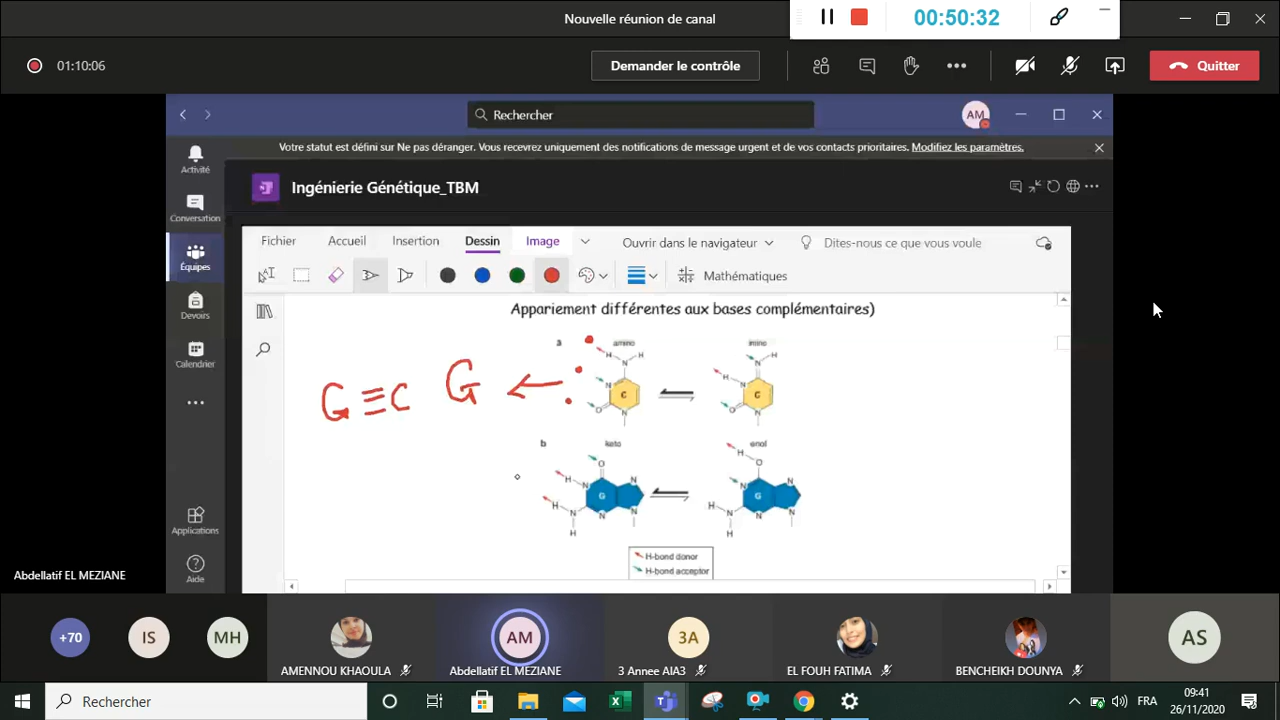 Nouvelle réunion de canal
00:50:32
01:10:06
Demander le contrôle
Quitter
Rechercher
AM
Votre statut est défini sur Ne pas déranger. Vous recevrez uniquement des notifications de message urgent et de vos contacts prioritaires. Modifiez les paramètres.
Activité
Conversation
Équipes
Devoirs
Calendrier
Applications
Aide
Ingénierie Génétique_TBM
Fichier Accueil Insertion Dessin Image Ouvrir dans le navigateur Dites-nous ce que vous voule
Mathématiques
Appariement différentes aux bases complémentaires)
a amino imino
H H N H
N H N
N H N
C C
O N O N
G≡C G
b keto enol
O H O
H N N H N N
G G
H N N N H N N N
H H
H-bond donor
H-bond acceptor
Abdellatif EL MEZIANE
+70 IS MH AM 3A AS
AMENNOU KHAOULA Abdellatif EL MEZIANE 3 Annee AIA3 EL FOUH FATIMA BENCHEIKH DOUNYA
Rechercher
FRA
09:41
26/11/2020